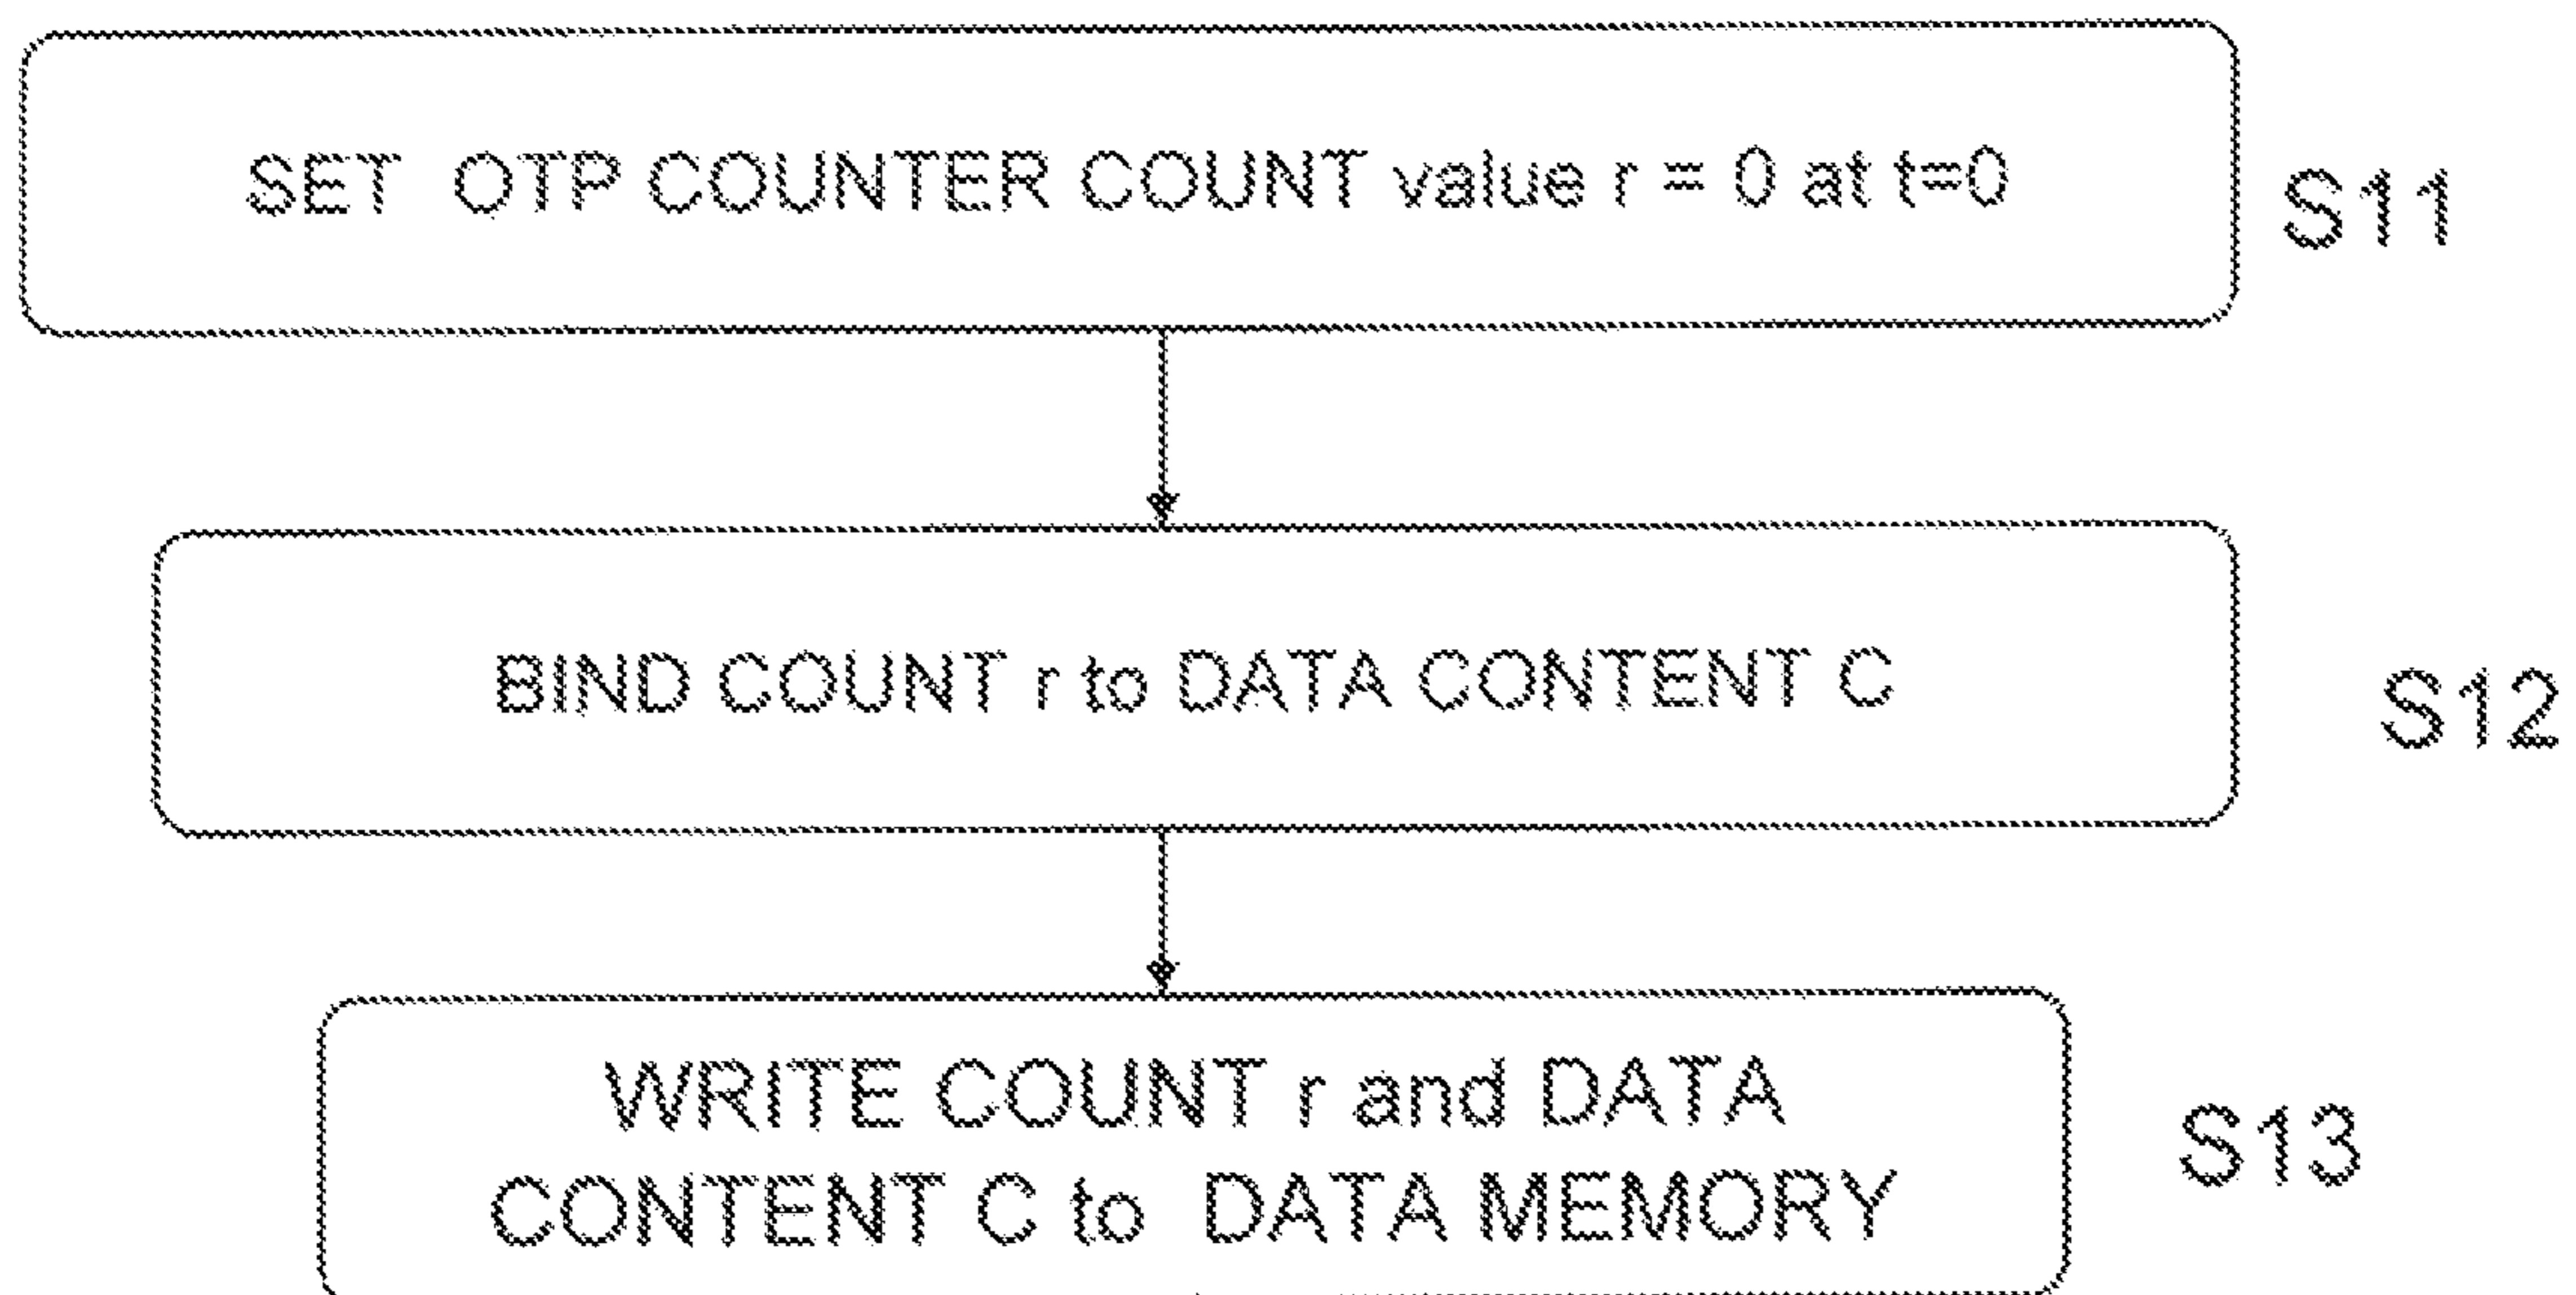 SET OTP COUNTER COUNT value r = 0 at t=0
S11
BIND COUNT r to DATA CONTENT C
S12
WRITE COUNT r and DATA
CONTENT C to DATA MEMORY
S13